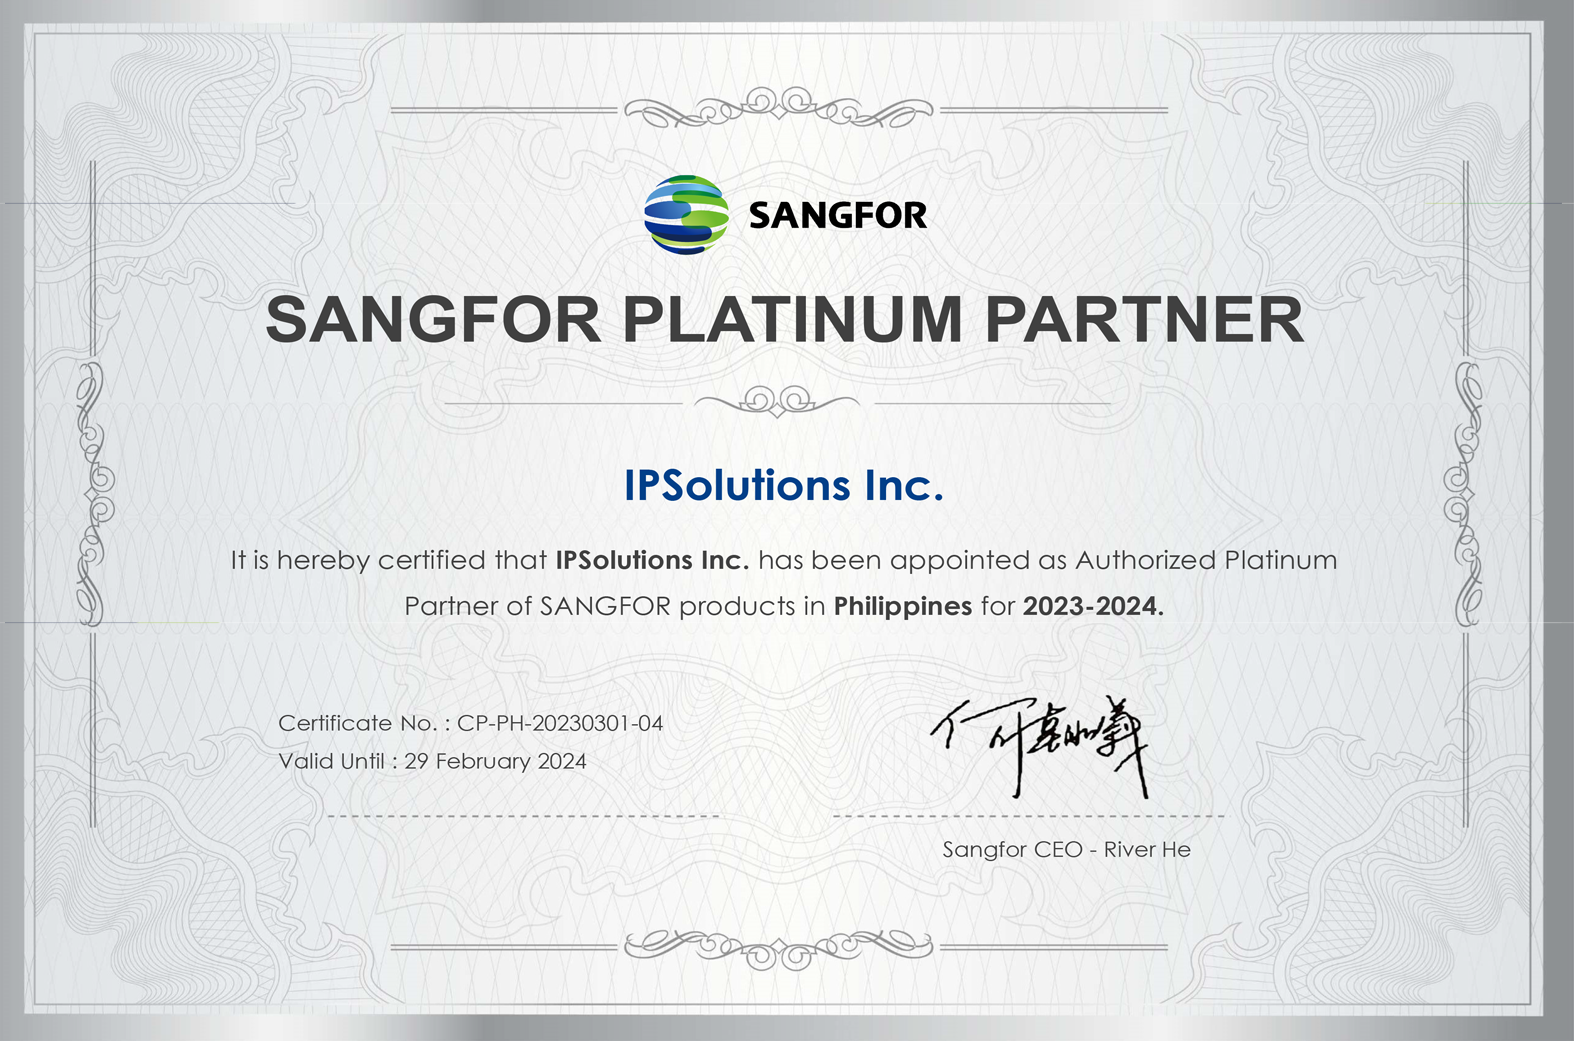 SANGFOR
SANGFOR PLATINUM PARTNER
IPSolutions Inc.
It is hereby certified that IPSolutions Inc. has been appointed as Authorized Platinum
Partner of SANGFOR products in Philippines for 2023-2024.
Certificate No. : CP-PH-20230301-04
Valid Until : 29 February 2024
Sangfor CEO - River He